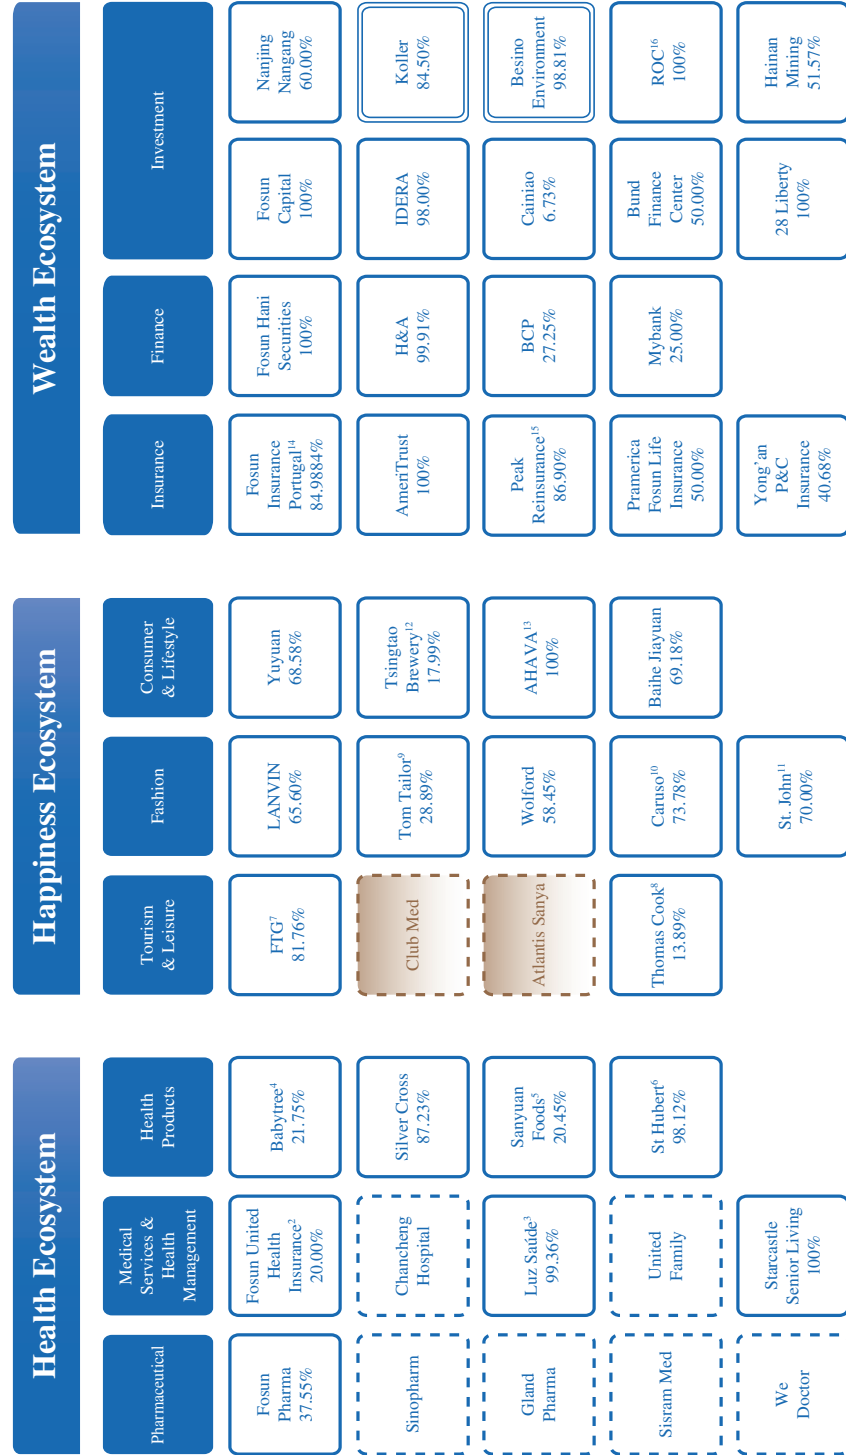 Health Ecosystem
Pharmaceutical
Fosun
Pharma
37.55%
Sinopharm
Gland
Pharma
Sisram Med
We
Doctor
Medical
Services &
Health
Management
Fosun United
Health
Insurance²
20.00%
Chancheng
Hospital
Luz Saúde³
99.36%
United
Family
Starcastle
Senior Living
100%
Health
Products
Babytree⁴
21.75%
Silver Cross
87.23%
Sanyuan
Foods⁵
20.45%
St Hubert⁶
98.12%
Happiness Ecosystem
Tourism
& Leisure
FTG⁷
81.76%
Club Med
Atlantis Sanya
Thomas Cook⁸
13.89%
Fashion
LANVIN
65.60%
Tom Tailor⁹
28.89%
Wolford
58.45%
Caruso¹⁰
73.78%
St. John¹¹
70.00%
Consumer
& Lifestyle
Yuyuan
68.58%
Tsingtao
Brewery¹²
17.99%
AHAVA¹³
100%
Baihe Jiayuan
69.18%
Wealth Ecosystem
Insurance
Fosun
Insurance
Portugal¹⁴
84.9884%
AmeriTrust
100%
Peak
Reinsurance¹⁵
86.90%
Pramerica
Fosun Life
Insurance
50.00%
Yong’an
P&C
Insurance
40.68%
Finance
Fosun Hani
Securities
100%
H&A
99.91%
BCP
27.25%
Mybank
25.00%
Investment
Fosun
Capital
100%
IDERA
98.00%
Cainiao
6.73%
Bund
Finance
Center
50.00%
28 Liberty
100%
Nanjing
Nangang
60.00%
Koller
84.50%
Besino
Environment
98.81%
ROC¹⁶
100%
Hainan
Mining
51.57%